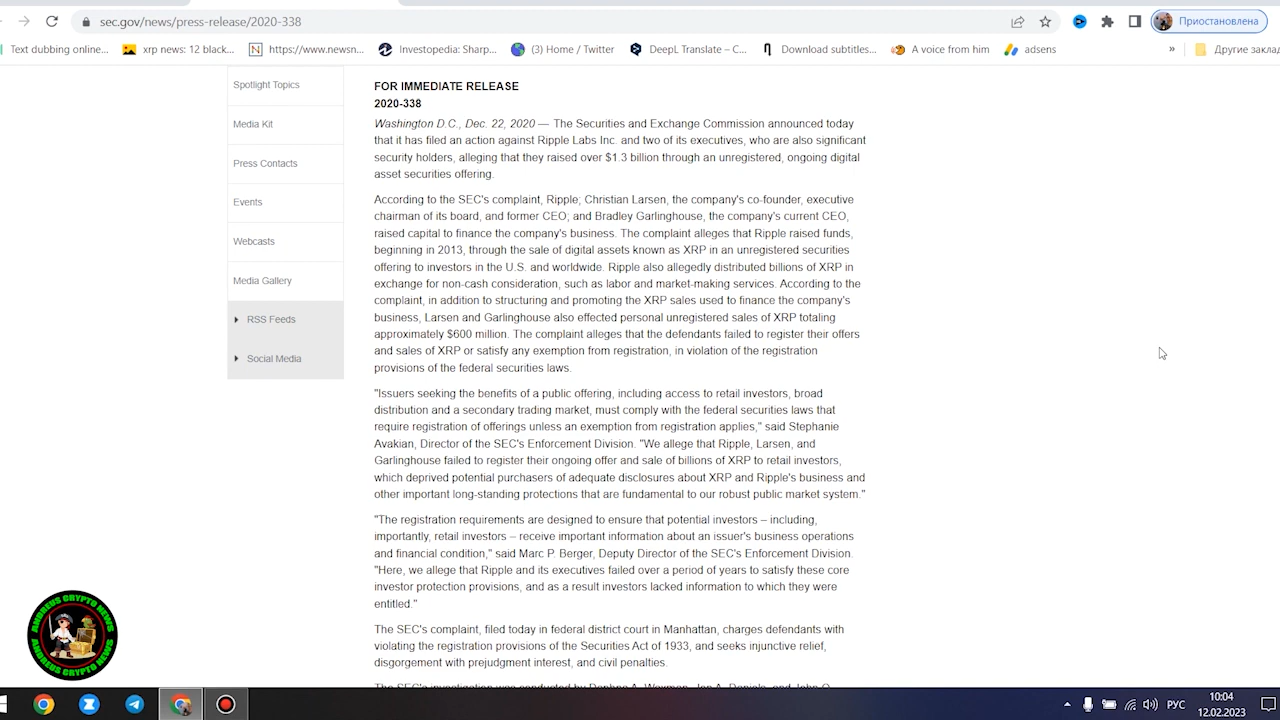 sec.gov/news/press-release/2020-338
Приостановлена
Text dubbing online...
xrp news: 12 black...
https://www.newsn...
Investopedia: Sharp...
(3) Home / Twitter
DeepL Translate – C...
Download subtitles...
A voice from him
adsens
»
Другие заклад
Spotlight Topics
Media Kit
Press Contacts
Events
Webcasts
Media Gallery
RSS Feeds
Social Media
FOR IMMEDIATE RELEASE
2020-338
Washington D.C., Dec. 22, 2020 — The Securities and Exchange Commission announced today
that it has filed an action against Ripple Labs Inc. and two of its executives, who are also significant
security holders, alleging that they raised over $1.3 billion through an unregistered, ongoing digital
asset securities offering.
According to the SEC's complaint, Ripple; Christian Larsen, the company's co-founder, executive
chairman of its board, and former CEO; and Bradley Garlinghouse, the company's current CEO,
raised capital to finance the company's business. The complaint alleges that Ripple raised funds,
beginning in 2013, through the sale of digital assets known as XRP in an unregistered securities
offering to investors in the U.S. and worldwide. Ripple also allegedly distributed billions of XRP in
exchange for non-cash consideration, such as labor and market-making services. According to the
complaint, in addition to structuring and promoting the XRP sales used to finance the company's
business, Larsen and Garlinghouse also effected personal unregistered sales of XRP totaling
approximately $600 million. The complaint alleges that the defendants failed to register their offers
and sales of XRP or satisfy any exemption from registration, in violation of the registration
provisions of the federal securities laws.
"Issuers seeking the benefits of a public offering, including access to retail investors, broad
distribution and a secondary trading market, must comply with the federal securities laws that
require registration of offerings unless an exemption from registration applies," said Stephanie
Avakian, Director of the SEC's Enforcement Division. "We allege that Ripple, Larsen, and
Garlinghouse failed to register their ongoing offer and sale of billions of XRP to retail investors,
which deprived potential purchasers of adequate disclosures about XRP and Ripple's business and
other important long-standing protections that are fundamental to our robust public market system."
"The registration requirements are designed to ensure that potential investors – including,
importantly, retail investors – receive important information about an issuer's business operations
and financial condition," said Marc P. Berger, Deputy Director of the SEC's Enforcement Division.
"Here, we allege that Ripple and its executives failed over a period of years to satisfy these core
investor protection provisions, and as a result investors lacked information to which they were
entitled."
The SEC's complaint, filed today in federal district court in Manhattan, charges defendants with
violating the registration provisions of the Securities Act of 1933, and seeks injunctive relief,
disgorgement with prejudgment interest, and civil penalties.
The SEC's investigation was conducted by Daphna A. Waxman, Jon A. Daniels, and John O.
ANDREUS CRYPTO NEWS
ANDREUS CRYPTO NEWS
РУС
10:04
12.02.2023